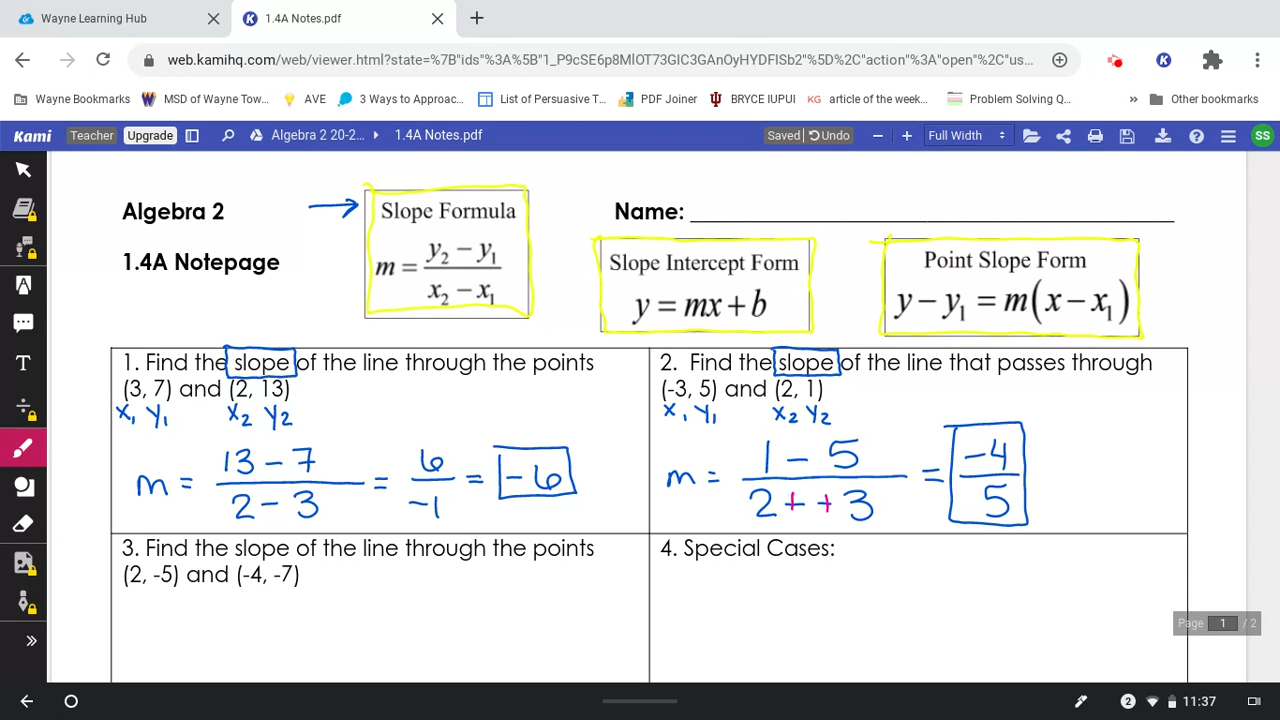 Wayne Learning Hub
1.4A Notes.pdf
web.kamihq.com/web/viewer.html?state=%7B"ids"%3A%5B"1_P9cSE6p8MlOT73GIC3GAnOyHYDFISb2"%5D%2C"action"%3A"open"%2C"us...
Wayne Bookmarks MSD of Wayne Tow... AVE 3 Ways to Approac... List of Persuasive T... PDF Joiner BRYCE IUPUI KG article of the week... Problem Solving Q... » Other bookmarks
Kami Teacher Upgrade Algebra 2 20-2... 1.4A Notes.pdf Saved Undo Full Width SS
Algebra 2
1.4A Notepage
Slope Formula
m = y₂ − y₁ / x₂ − x₁
Name:
Slope Intercept Form
y = mx + b
Point Slope Form
y − y₁ = m(x − x₁)
1. Find the slope of the line through the points
(3, 7) and (2, 13)
x₁ y₁ x₂ y₂
m = 13 − 7 / 2 − 3 = 6 / −1 = −6
2. Find the slope of the line that passes through
(-3, 5) and (2, 1)
x₁ y₁ x₂ y₂
m = 1 − 5 / 2 + + 3 = −4 / 5
3. Find the slope of the line through the points
(2, -5) and (-4, -7)
4. Special Cases:
Page 1 / 2
2 11:37